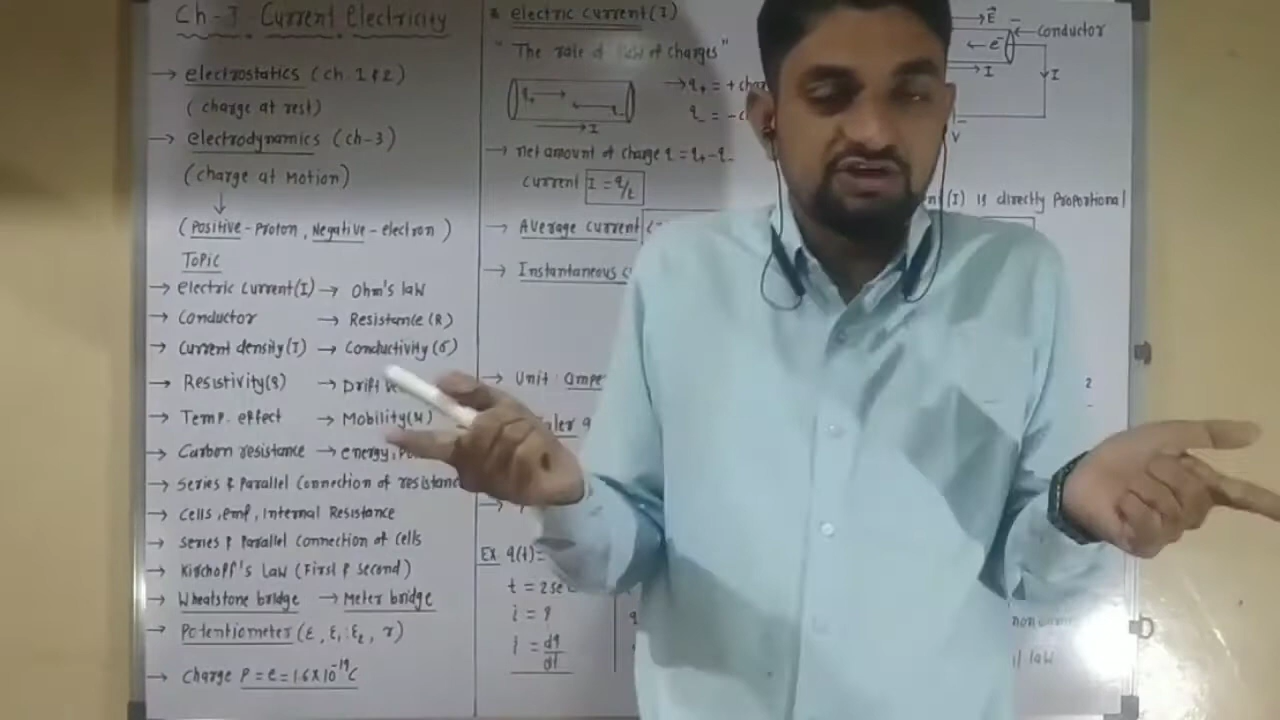 Ch-3 Current Electricity
→ electrostatics (ch. 1 & 2)
(charge at rest)
→ electrodynamics (ch-3)
(charge at Motion)
(Positive-Proton, Negative-electron)
Topic
→ electric current(I) → Ohm's law
→ Conductor → Resistance (R)
→ Current density(J) → Conductivity(σ)
→ Resistivity(ρ) → Drift
→ Temp. effect → Mobility(μ)
→ Carbon resistance → energy,
→ Series & Parallel Connection of resistance
→ Cells, emf, Internal Resistance
→ Series & Parallel Connection of Cells
→ Kirchoff's Law (First & Second)
→ Wheatstone bridge → Meter bridge
→ Potentiometer (ε, ε₁:ε₂, r)
→ Charge P = e = 1.6×10⁻¹⁹C
electric current(I)
"The rate of flow of charges"
q₊ → ← q₋
→ I
→ q₊ = +
q₋ = -c
→ net amount of charge q = q₊-q₋
Current I = q/t
→ Average current
→ Instantaneous
→ Unit: ampe
Ex q(t)=
t = 2sec
i = ?
i = dq/dt
→ E⃗
← conductor
← e⁻
← I
I
V
(I) is directly Proportional
2
law